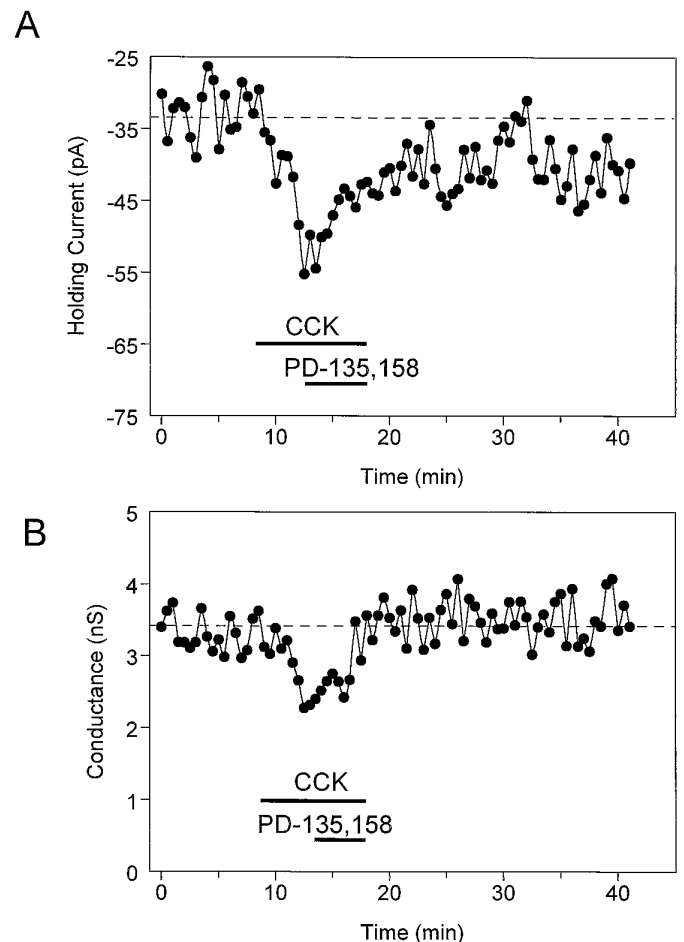 A
-25
-35
-45
-55
-65
-75
Holding Current (pA)
CCK
PD-135,158
0 10 20 30 40
Time (min)
B
5
4
3
2
1
0
Conductance (nS)
CCK
PD-135,158
0 10 20 30 40
Time (min)